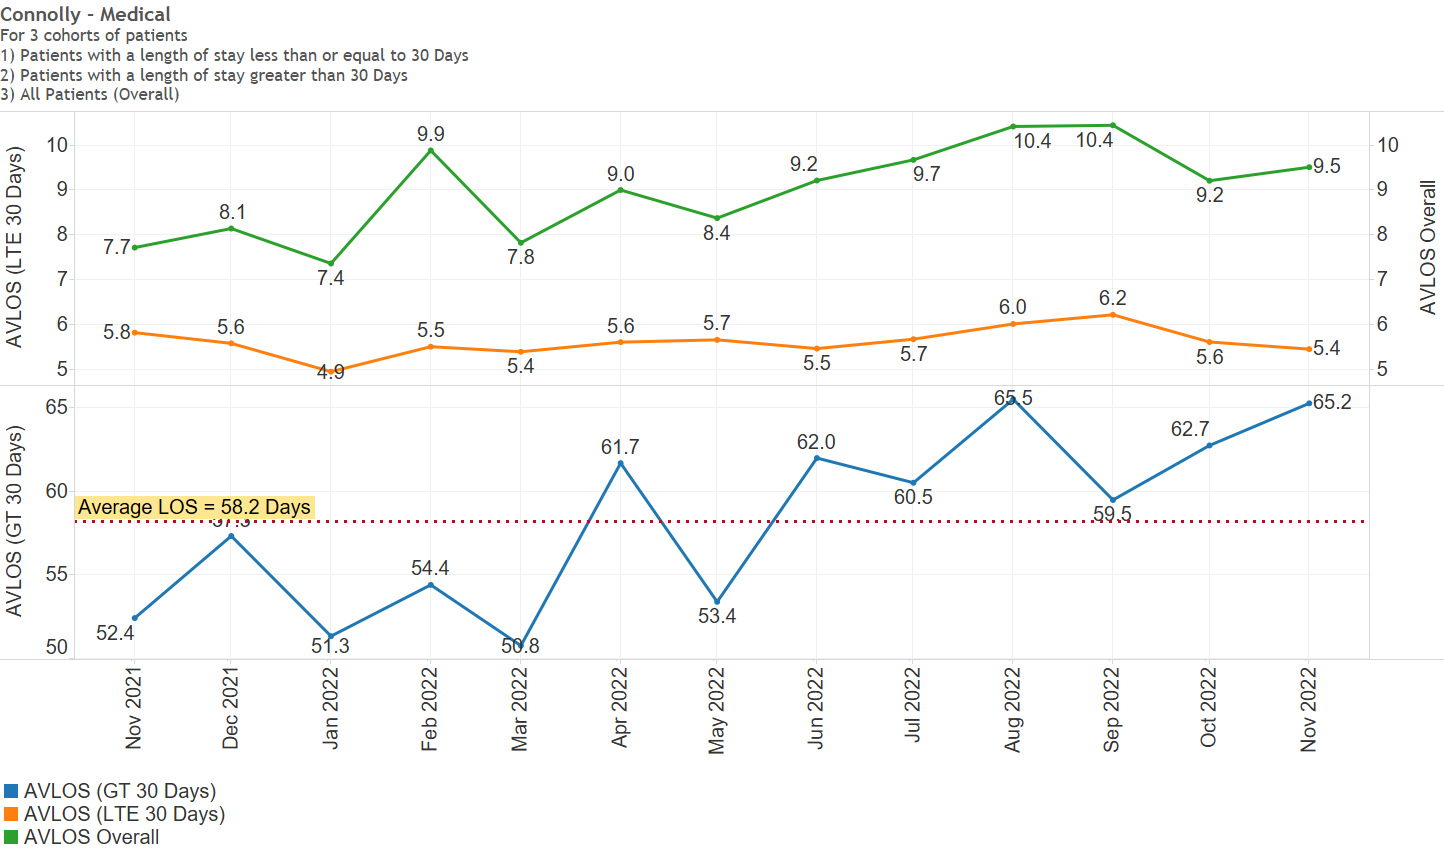 Connolly - Medical
For 3 cohorts of patients
1) Patients with a length of stay less than or equal to 30 Days
2) Patients with a length of stay greater than 30 Days
3) All Patients (Overall)
AVLOS (LTE 30 Days)
10
9
8
7
6
5
7.7
8.1
7.4
9.9
7.8
9.0
8.4
9.2
9.7
10.4
10.4
9.2
9.5
5.8
5.6
4.9
5.5
5.4
5.6
5.7
5.5
5.7
6.0
6.2
5.6
5.4
10
9
8
7
6
5
AVLOS Overall
AVLOS (GT 30 Days)
65
60
55
50
Average LOS = 58.2 Days
52.4
51.3
54.4
50.8
61.7
53.4
62.0
60.5
65.5
59.5
62.7
65.2
Nov 2021
Dec 2021
Jan 2022
Feb 2022
Mar 2022
Apr 2022
May 2022
Jun 2022
Jul 2022
Aug 2022
Sep 2022
Oct 2022
Nov 2022
AVLOS (GT 30 Days)
AVLOS (LTE 30 Days)
AVLOS Overall